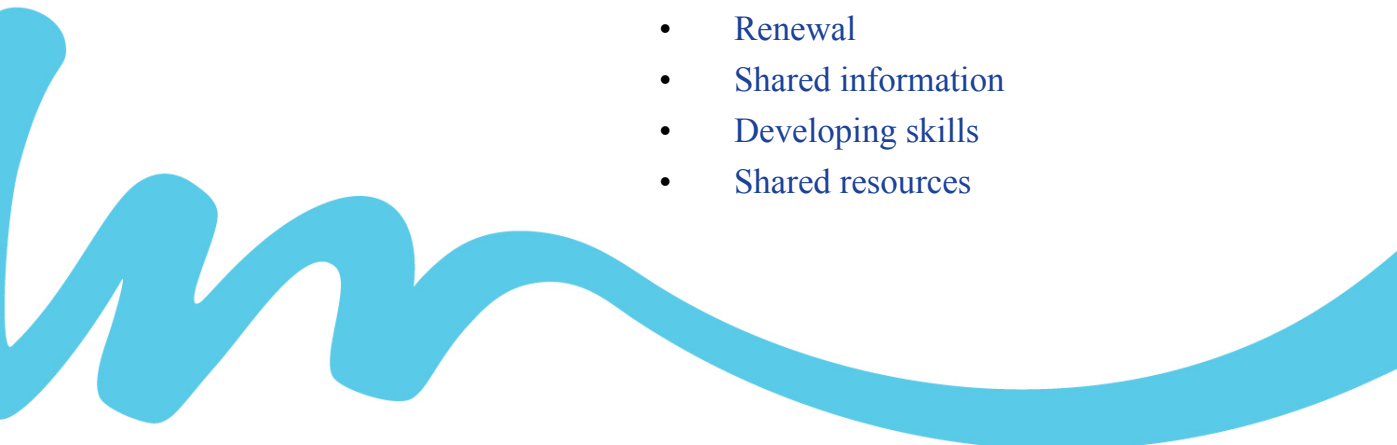 • Renewal
• Shared information
• Developing skills
• Shared resources